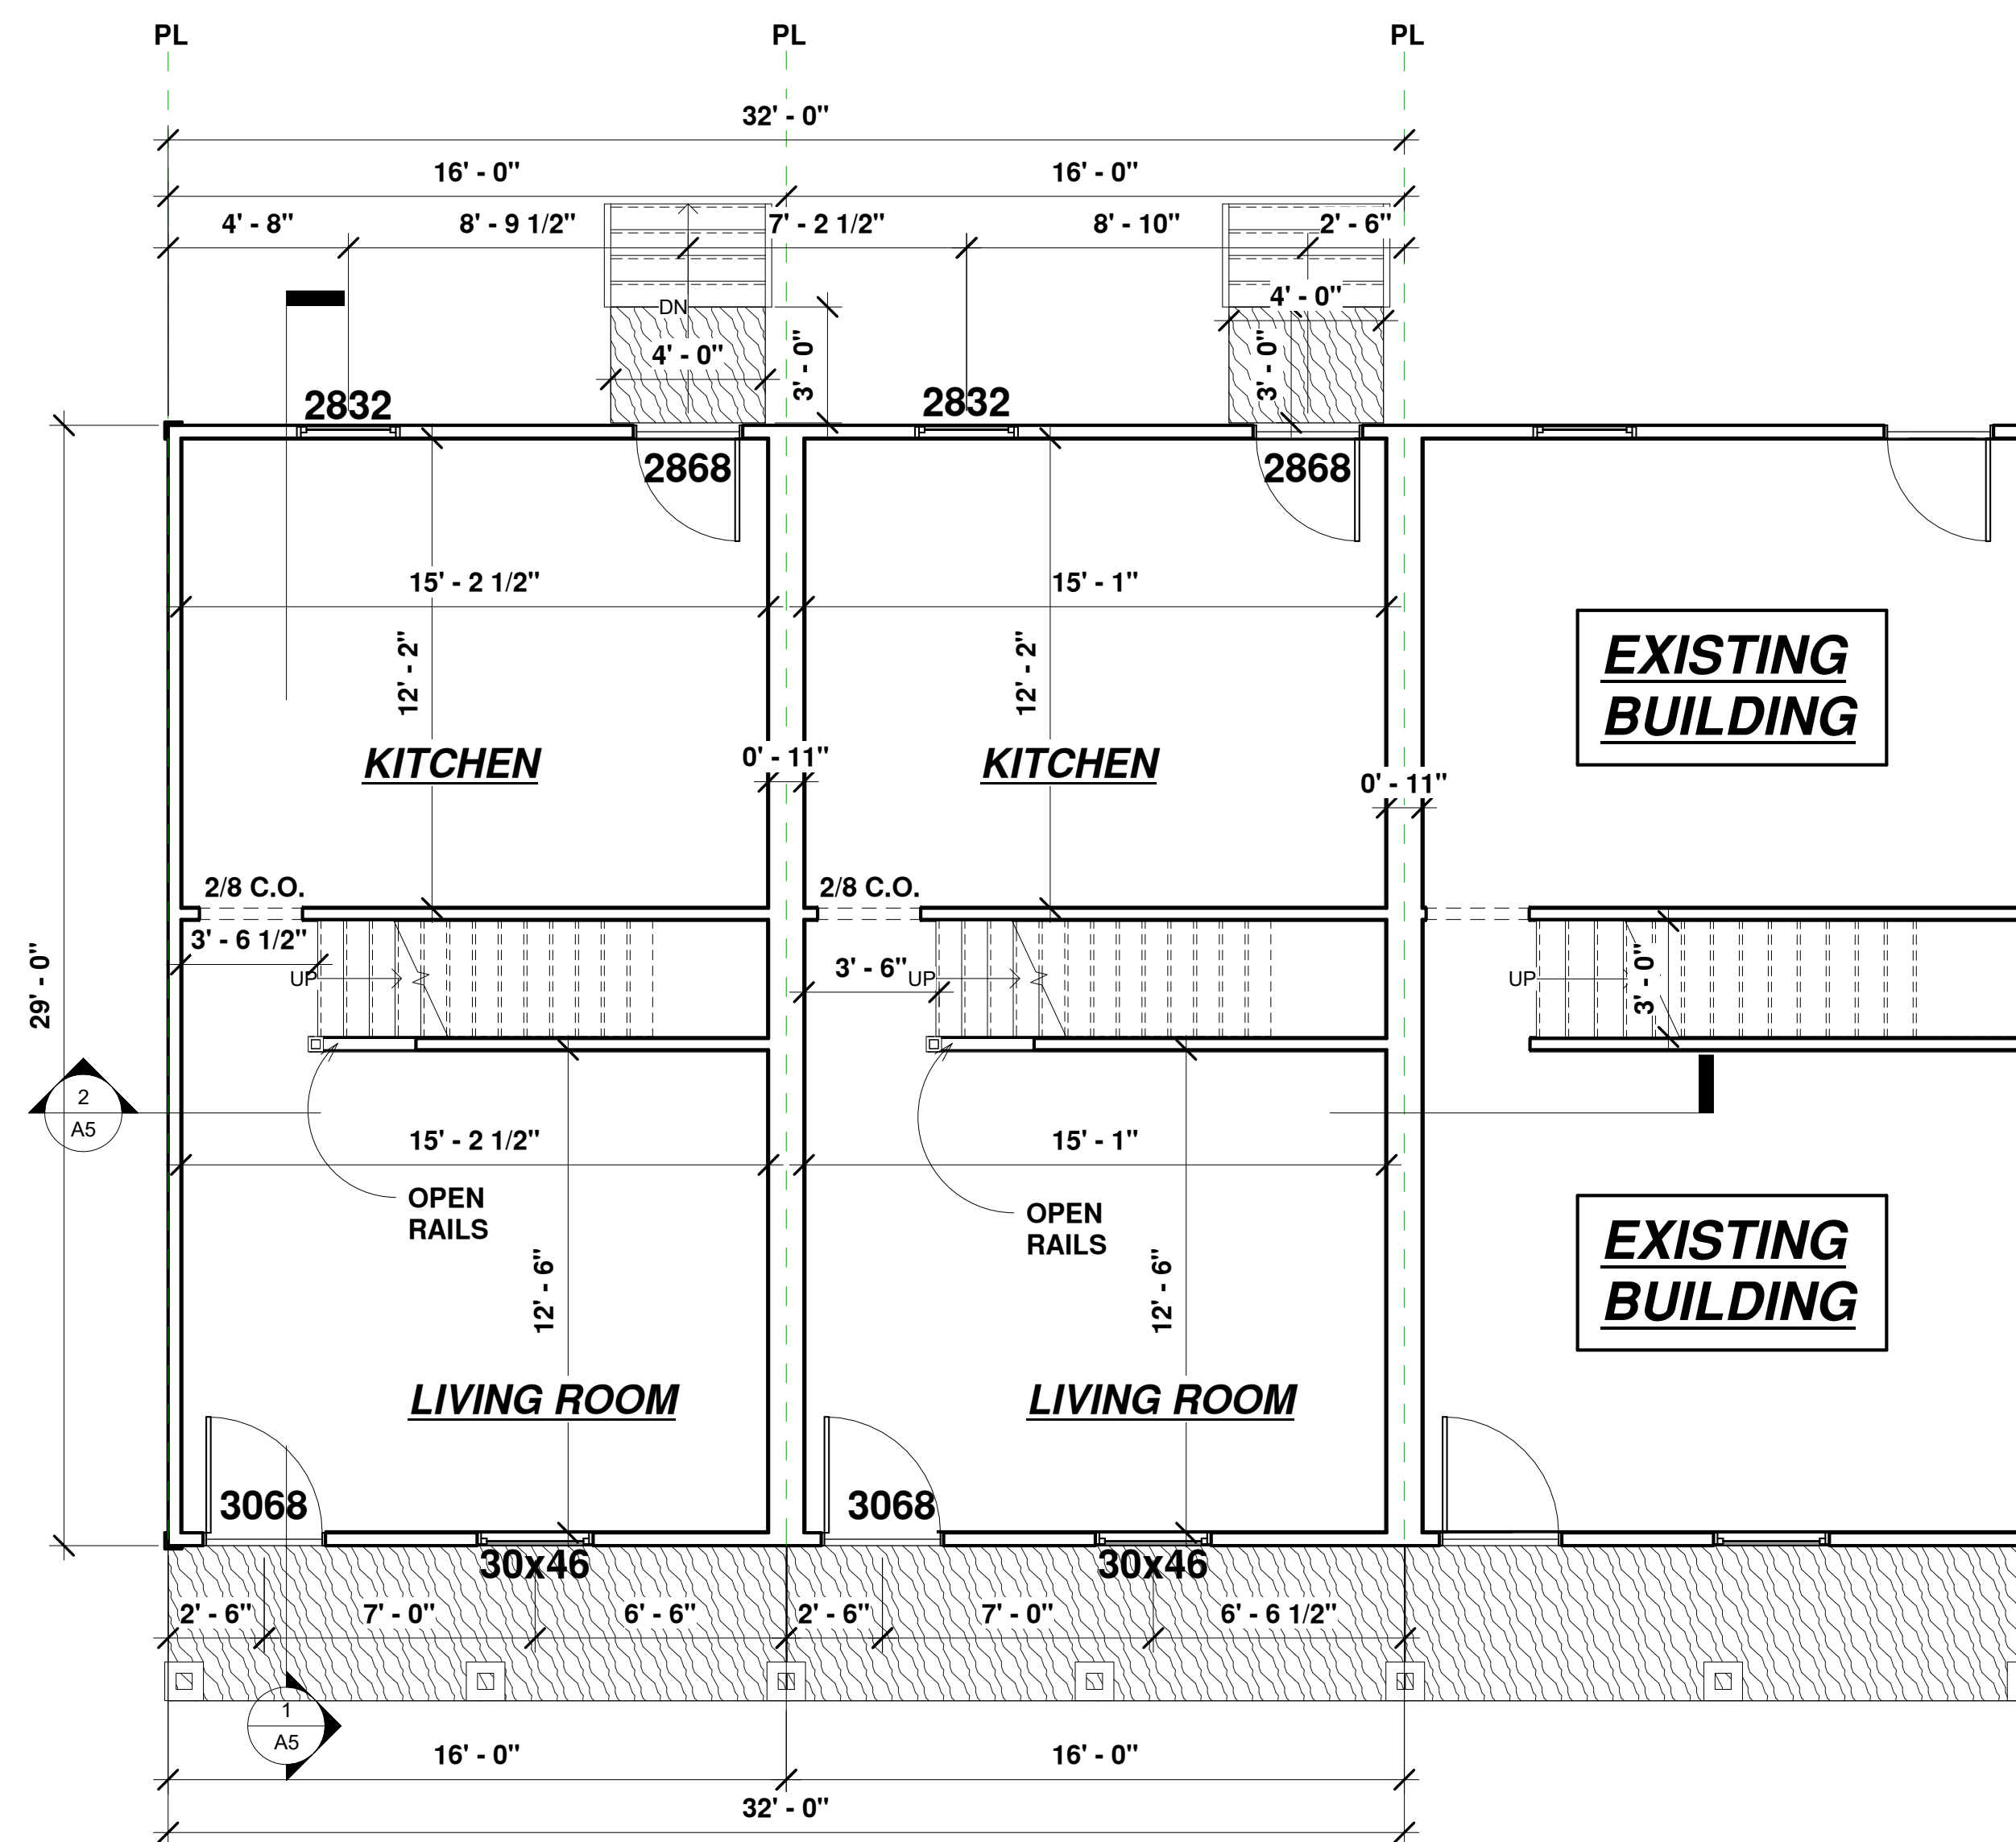 PL PL PL
32' - 0"
16' - 0" 16' - 0"
4' - 8" 8' - 9 1/2" 7' - 2 1/2" 8' - 10" 2' - 6"
DN 4' - 0"
4' - 0" 3' - 0" 3' - 0"
2832 2832
2868 2868
15' - 2 1/2" 15' - 1"
12' - 2" 12' - 2"
EXISTING
BUILDING
KITCHEN 0' - 11" KITCHEN 0' - 11"
2/8 C.O. 2/8 C.O.
3' - 6 1/2" 3' - 6"
UP UP UP 3' - 0"
29' - 0"
2
A5
15' - 2 1/2" 15' - 1"
OPEN
RAILS
OPEN
RAILS
EXISTING
BUILDING
12' - 6" 12' - 6"
LIVING ROOM LIVING ROOM
3068 3068
30x46 30x46
2' - 6" 7' - 0" 6' - 6" 2' - 6" 7' - 0" 6' - 6 1/2"
1
A5
16' - 0" 16' - 0"
32' - 0"